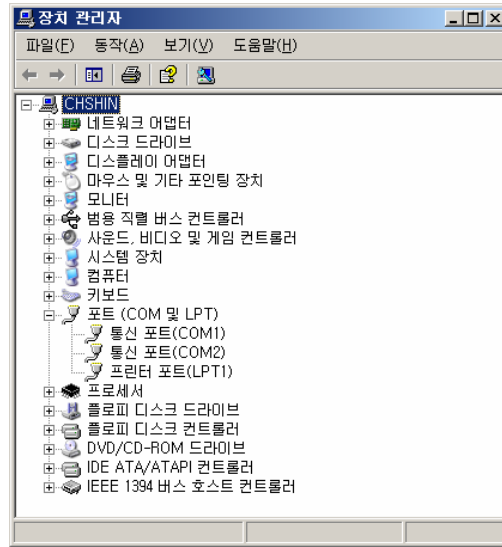 장치 관리자
파일(F) 동작(A) 보기(V) 도움말(H)
CHSHIN
네트워크 어댑터
디스크 드라이브
디스플레이 어댑터
마우스 및 기타 포인팅 장치
모니터
범용 직렬 버스 컨트롤러
사운드, 비디오 및 게임 컨트롤러
시스템 장치
컴퓨터
키보드
포트 (COM 및 LPT)
통신 포트(COM1)
통신 포트(COM2)
프린터 포트(LPT1)
프로세서
플로피 디스크 드라이브
플로피 디스크 컨트롤러
DVD/CD-ROM 드라이브
IDE ATA/ATAPI 컨트롤러
IEEE 1394 버스 호스트 컨트롤러